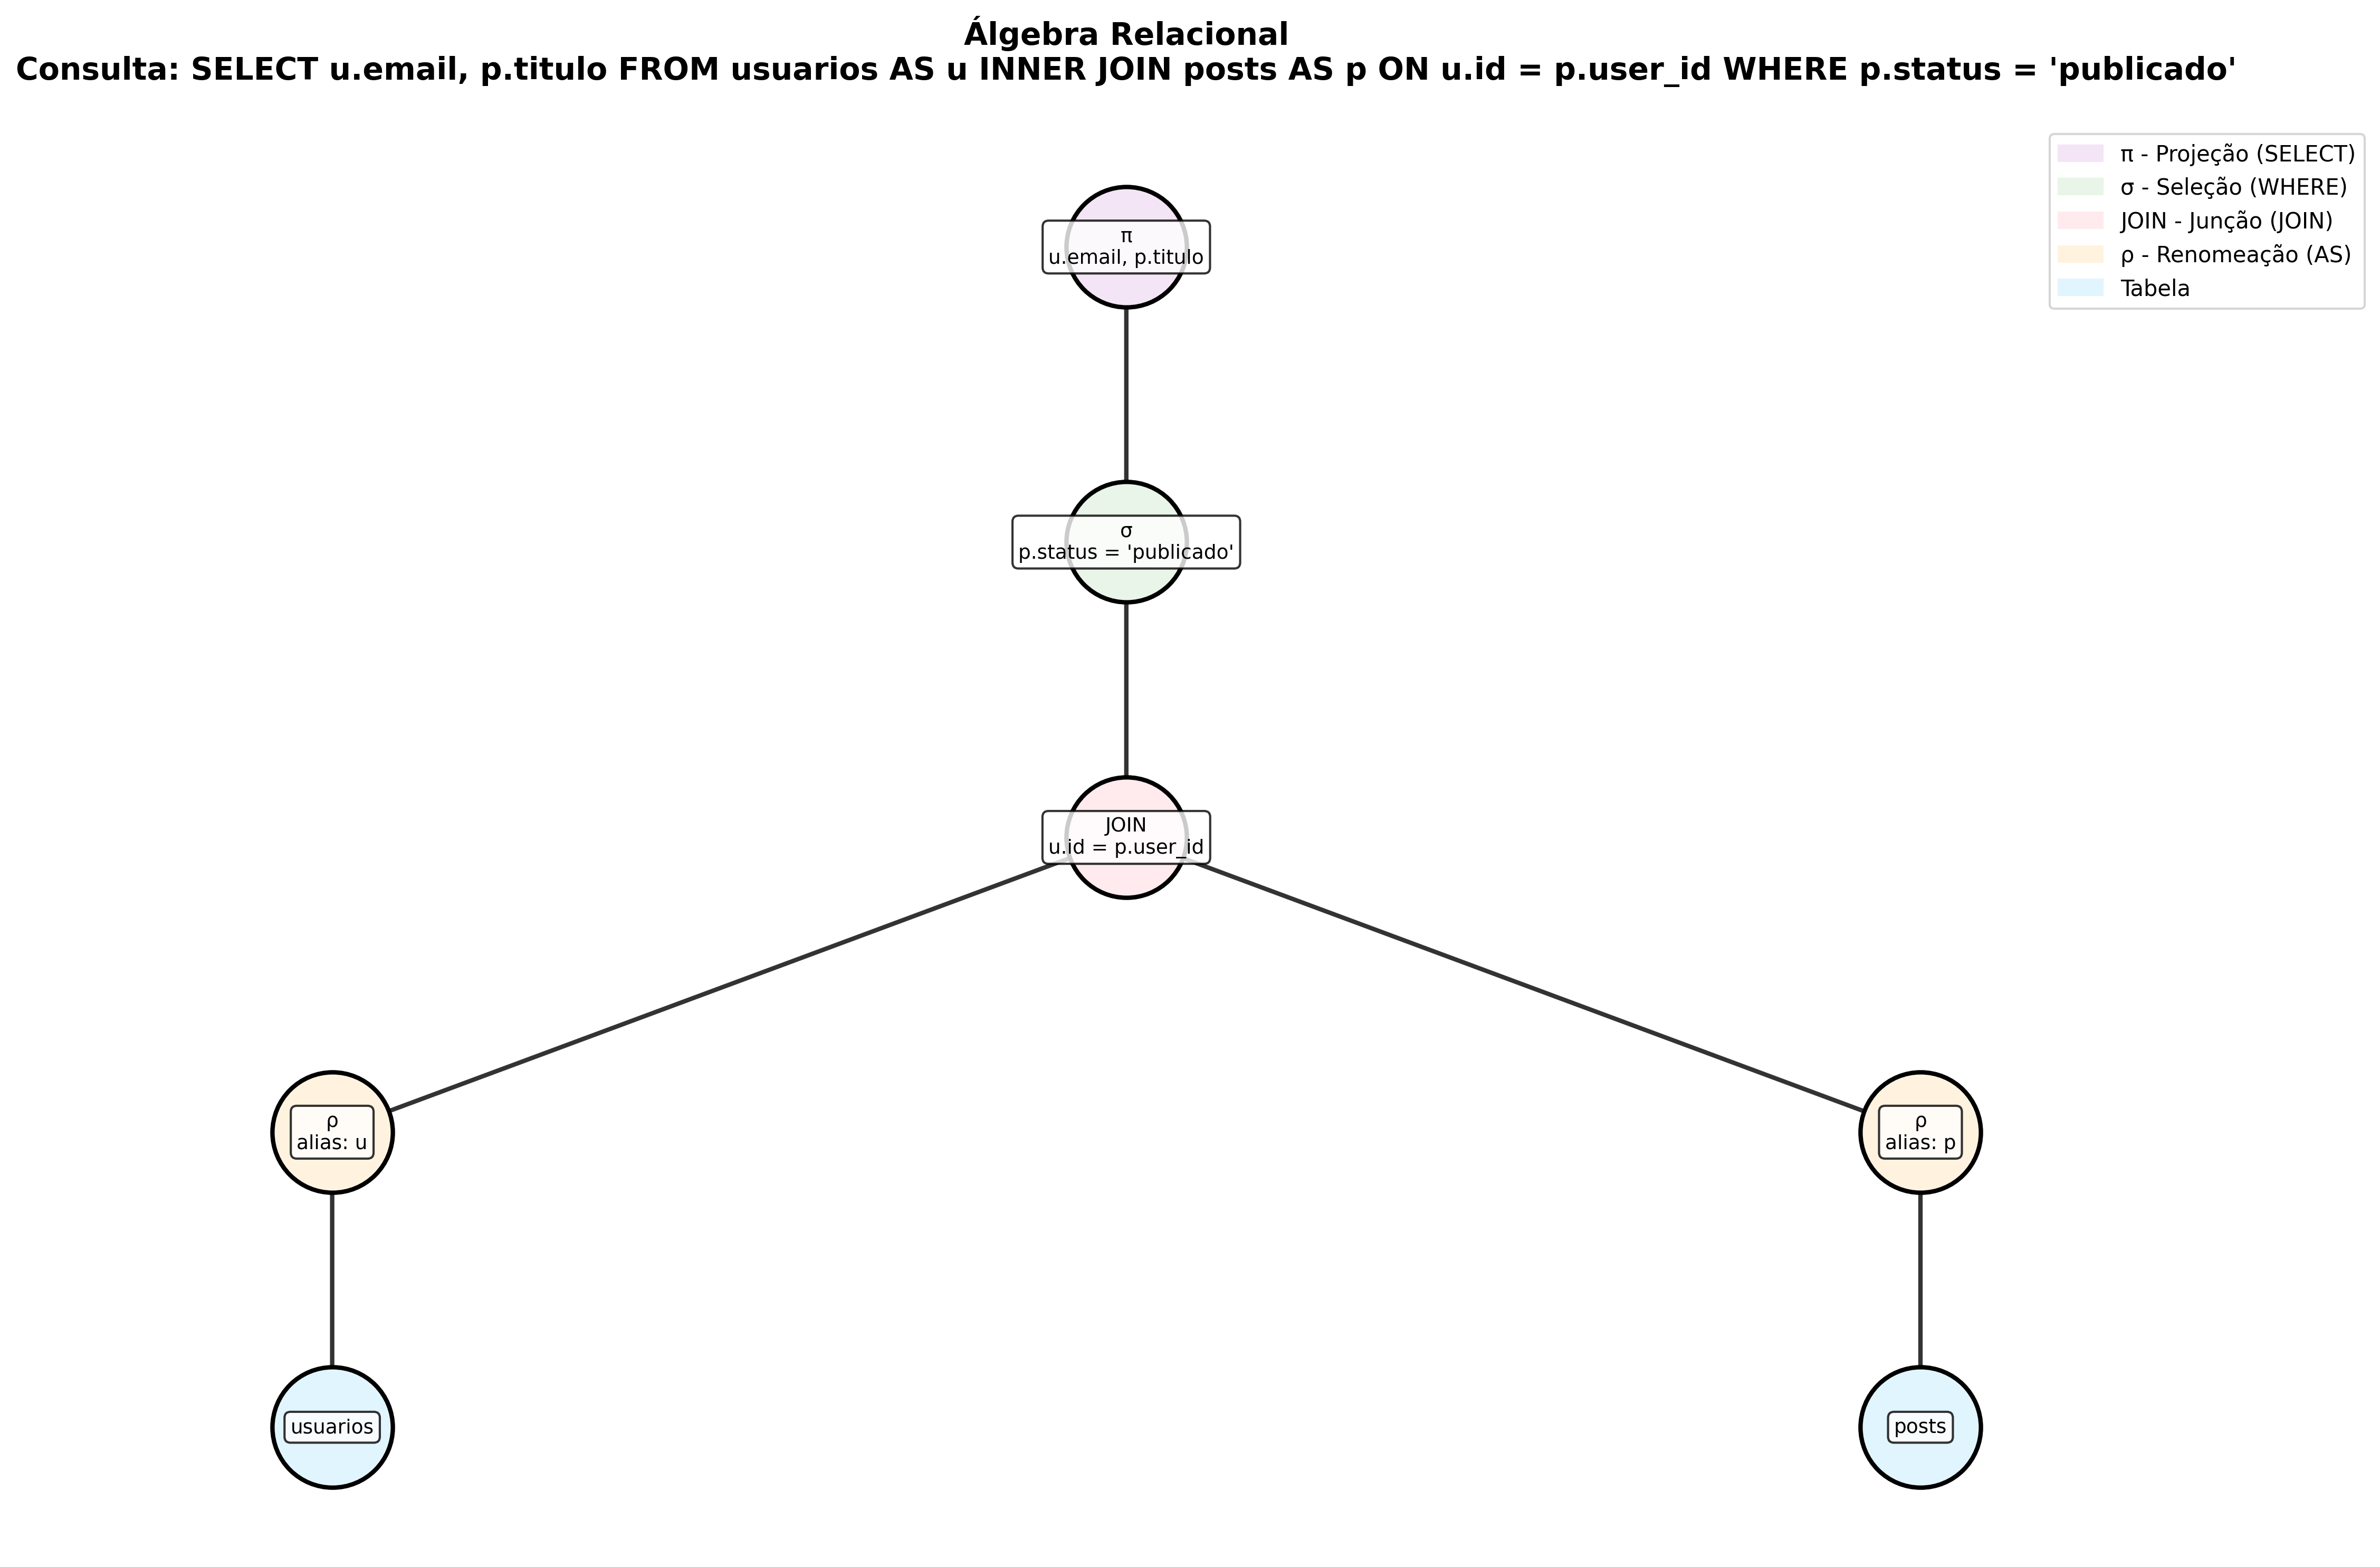 Álgebra Relacional
Consulta: SELECT u.email, p.titulo FROM usuarios AS u INNER JOIN posts AS p ON u.id = p.user_id WHERE p.status = 'publicado'
π - Projeção (SELECT)
σ - Seleção (WHERE)
JOIN - Junção (JOIN)
ρ - Renomeação (AS)
Tabela
π
u.email, p.titulo
σ
p.status = 'publicado'
JOIN
u.id = p.user_id
ρ
alias: u
ρ
alias: p
usuarios
posts